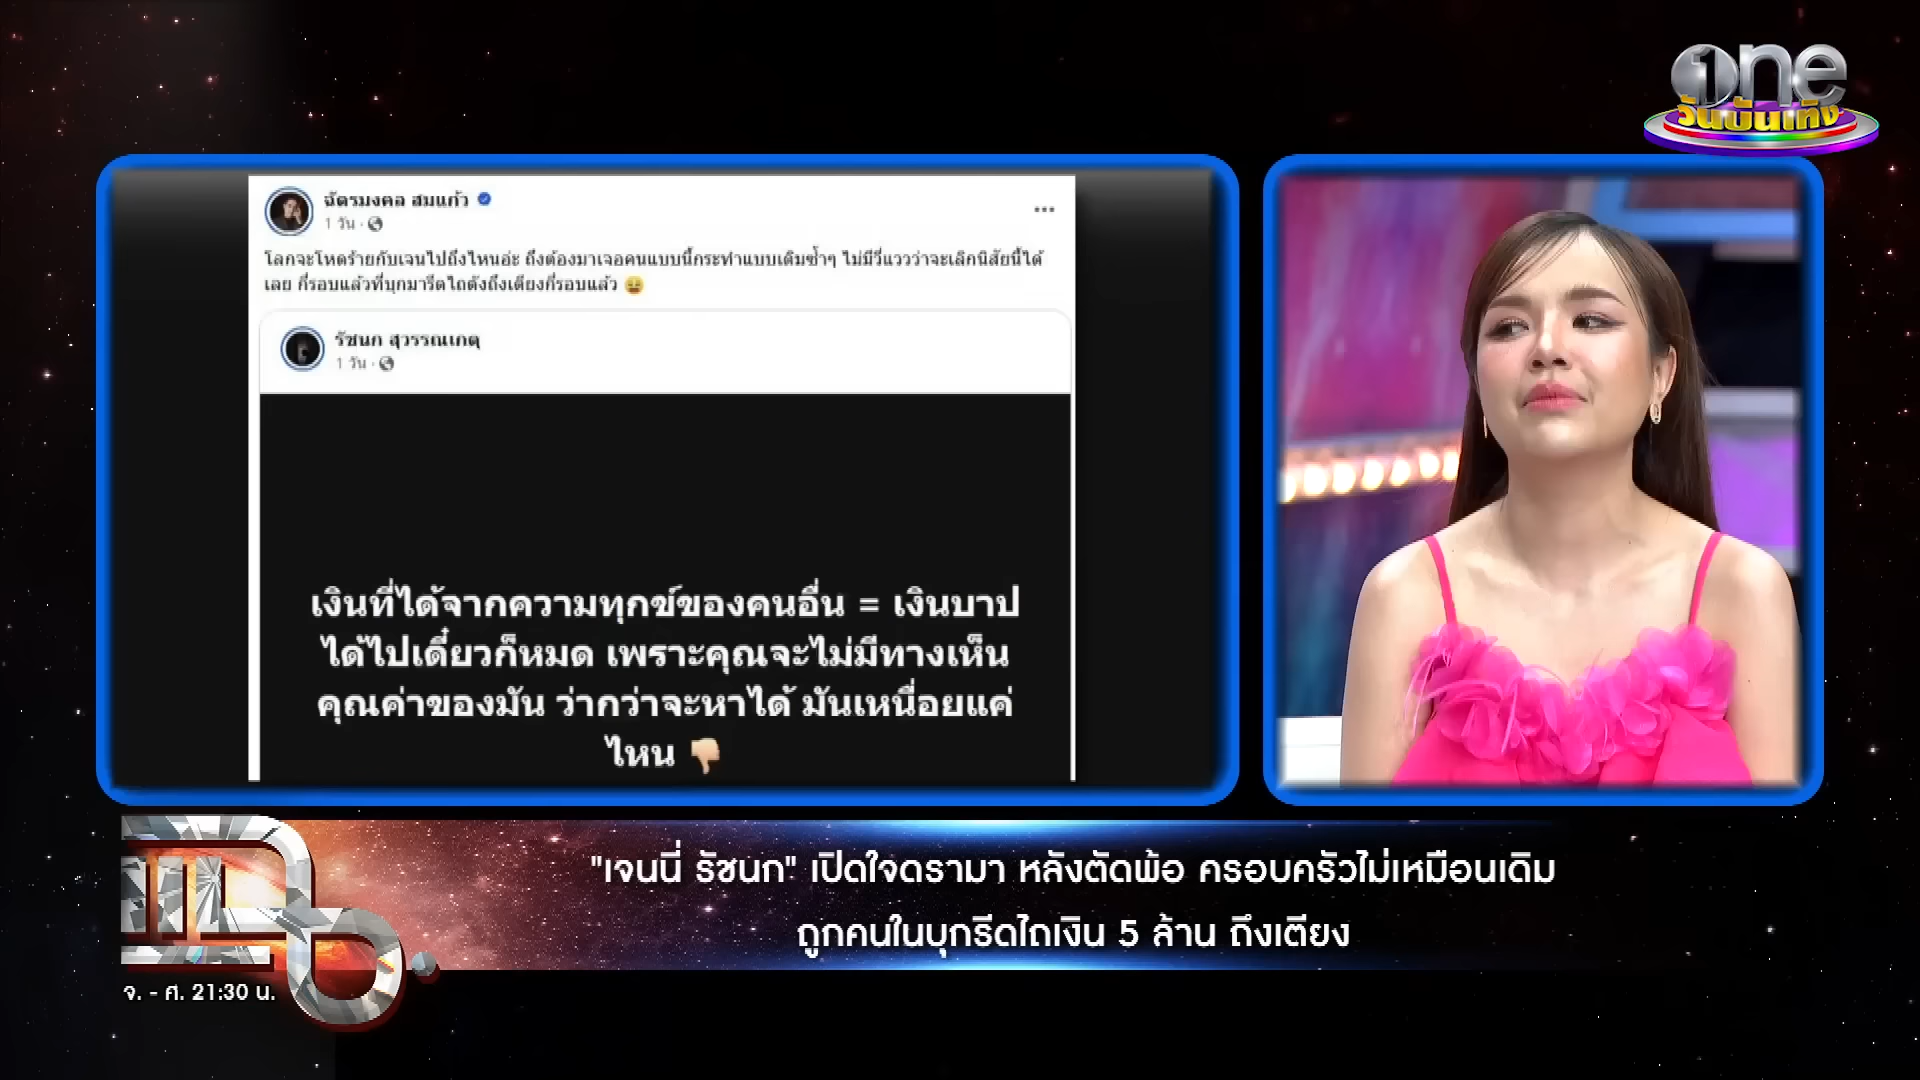 one
วันบันเทิง
ฉัตรมงคล สมแก้ว
1 วัน ·
โลกจะโหดร้ายกับเจนไปถึงไหนอ่ะ ถึงต้องมาเจอคนแบบนี้กระทำแบบเดิมซ้ำๆ ไม่มีวี่แววว่าจะเลิกนิสัยนี้ได้
เลย กี่รอบแล้วที่บุกมารีดไถตังถึงเตียงกี่รอบแล้ว 😩
รัชนก สุวรรณเกตุ
1 วัน ·
เงินที่ได้จากความทุกข์ของคนอื่น = เงินบาป
ได้ไปเดี๋ยวก็หมด เพราะคุณจะไม่มีทางเห็น
คุณค่าของมัน ว่ากว่าจะหาได้ มันเหนื่อยแค่
ไหน 👎🏼
"เจนนี่ รัชนก" เปิดใจดรามา หลังตัดพ้อ ครอบครัวไม่เหมือนเดิม
ถูกคนในบุกรีดไถเงิน 5 ล้าน ถึงเตียง
แฉ
จ. - ศ. 21:30 น.